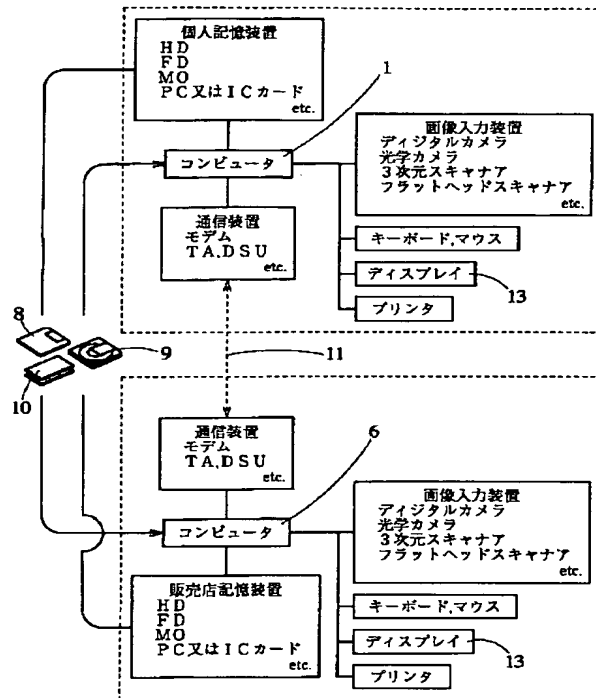 個人記憶装置
HD
FD
MO
PC又はICカード
etc.
1
画像入力装置
ディジタルカメラ
光学カメラ
3次元スキャナア
フラットヘッドスキャナア
etc.
コンピュータ
通信装置
モデム
TA,DSU
etc.
キーボード,マウス
ディスプレイ
13
プリンタ
8
9
10
11
通信装置
モデム
TA,DSU
etc.
6
画像入力装置
ディジタルカメラ
光学カメラ
3次元スキャナア
フラットヘッドスキャナア
etc.
コンピュータ
販売店記憶装置
HD
FD
MO
PC又はICカード
etc.
キーボード,マウス
ディスプレイ
13
プリンタ